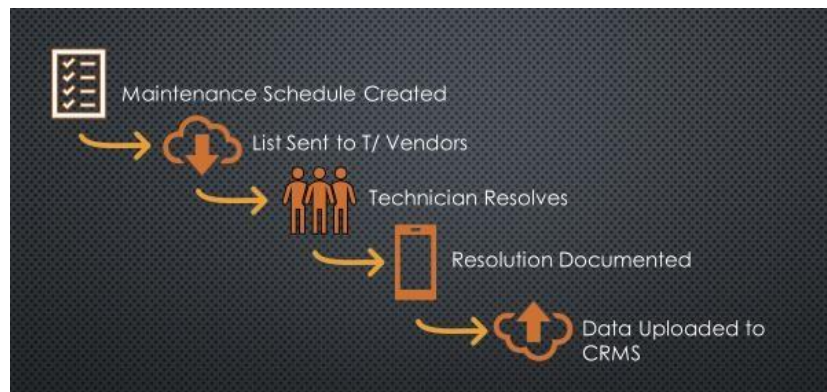 Maintenance Schedule Created
List Sent to T/ Vendors
Technician Resolves
Resolution Documented
Data Uploaded to
CRMS